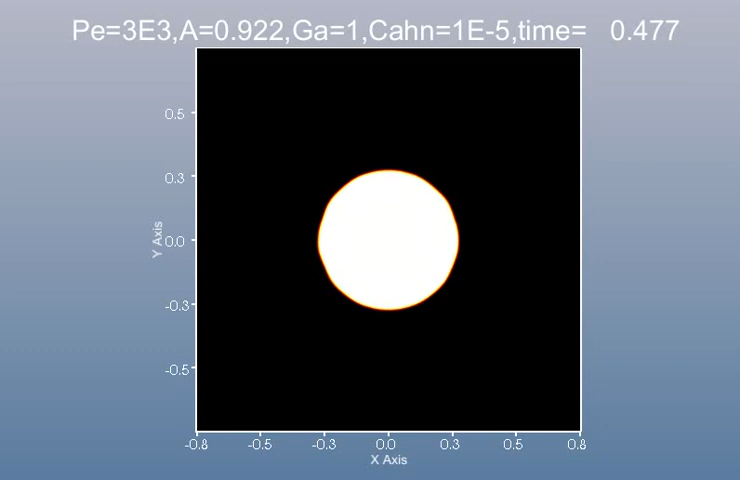 Pe=3E3,A=0.922,Ga=1,Cahn=1E-5,time= 0.477
0.5
0.3
0.0
-0.3
-0.5
Y Axis
-0.8 -0.5 -0.3 0.0 0.3 0.5 0.8
X Axis